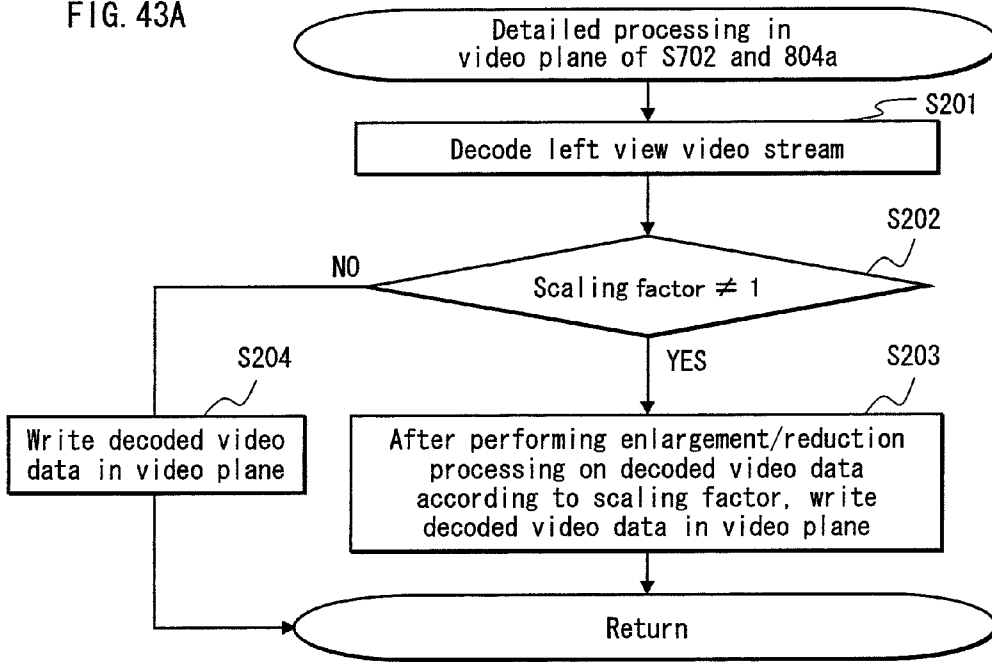 FIG. 43A
Detailed processing in
video plane of S702 and 804a
S201
Decode left view video stream
S202
NO
Scaling factor ≠ 1
YES
S204
Write decoded video
data in video plane
S203
After performing enlargement/reduction
processing on decoded video data
according to scaling factor, write
decoded video data in video plane
Return